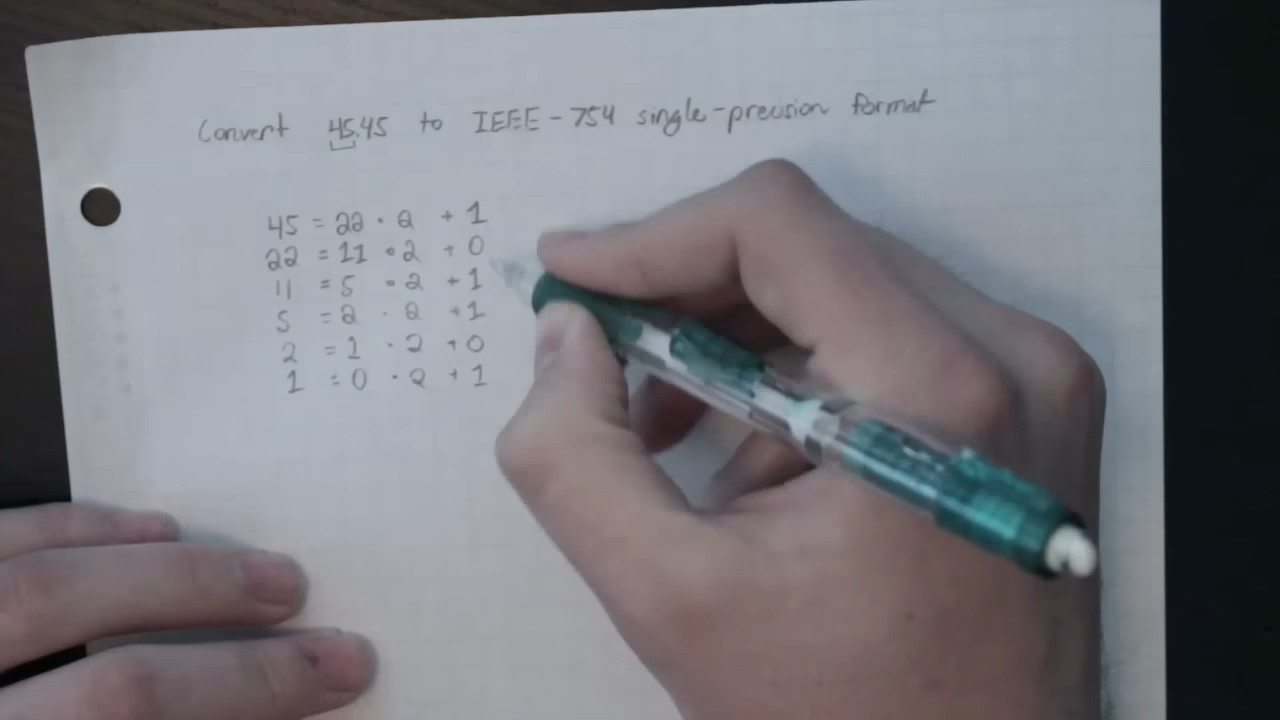 Convert 45.45 to IEEE-754 single-precision format
45 = 22 · 2 + 1
22 = 11 · 2 + 0
11 = 5 · 2 + 1
5 = 2 · 2 + 1
2 = 1 · 2 + 0
1 = 0 · 2 + 1